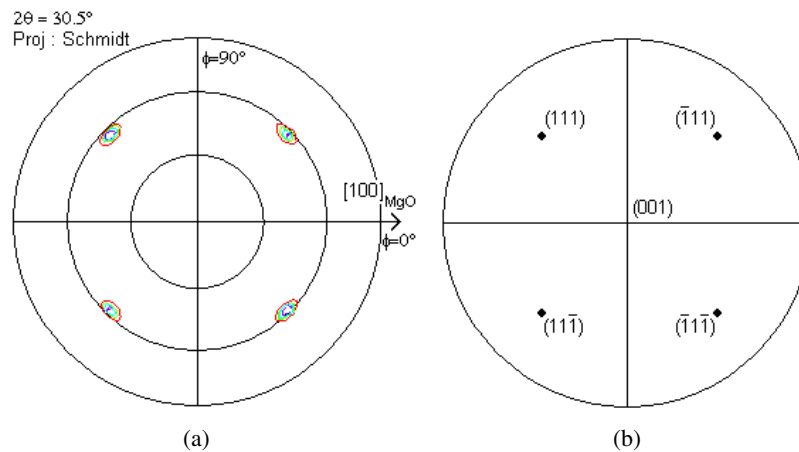 2θ = 30.5°
Proj : Schmidt
ϕ=90°
[100]MgO
ϕ=0°
(a)
(111)
(1̄11)
(001)
(111̄)
(1̄11̄)
(b)